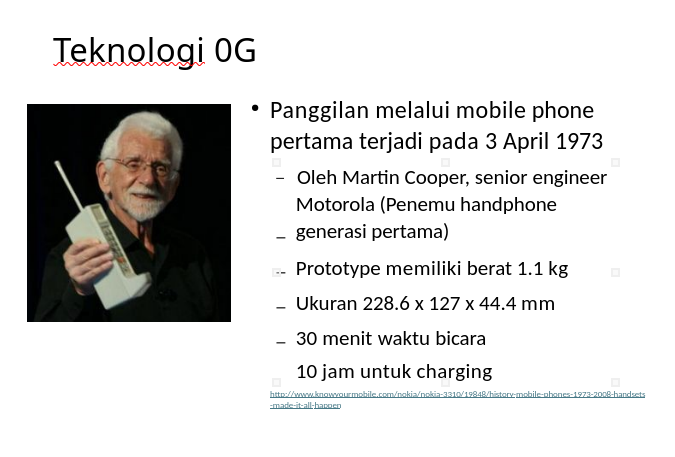 Teknologi 0G
• Panggilan melalui mobile phone
pertama terjadi pada 3 April 1973
– Oleh Martin Cooper, senior engineer
Motorola (Penemu handphone
– generasi pertama)
-- Prototype memiliki berat 1.1 kg
– Ukuran 228.6 x 127 x 44.4 mm
– 30 menit waktu bicara
10 jam untuk charging
http://www.knowyourmobile.com/nokia/nokia-3310/19848/history-mobile-phones-1973-2008-handsets
-made-it-all-happen